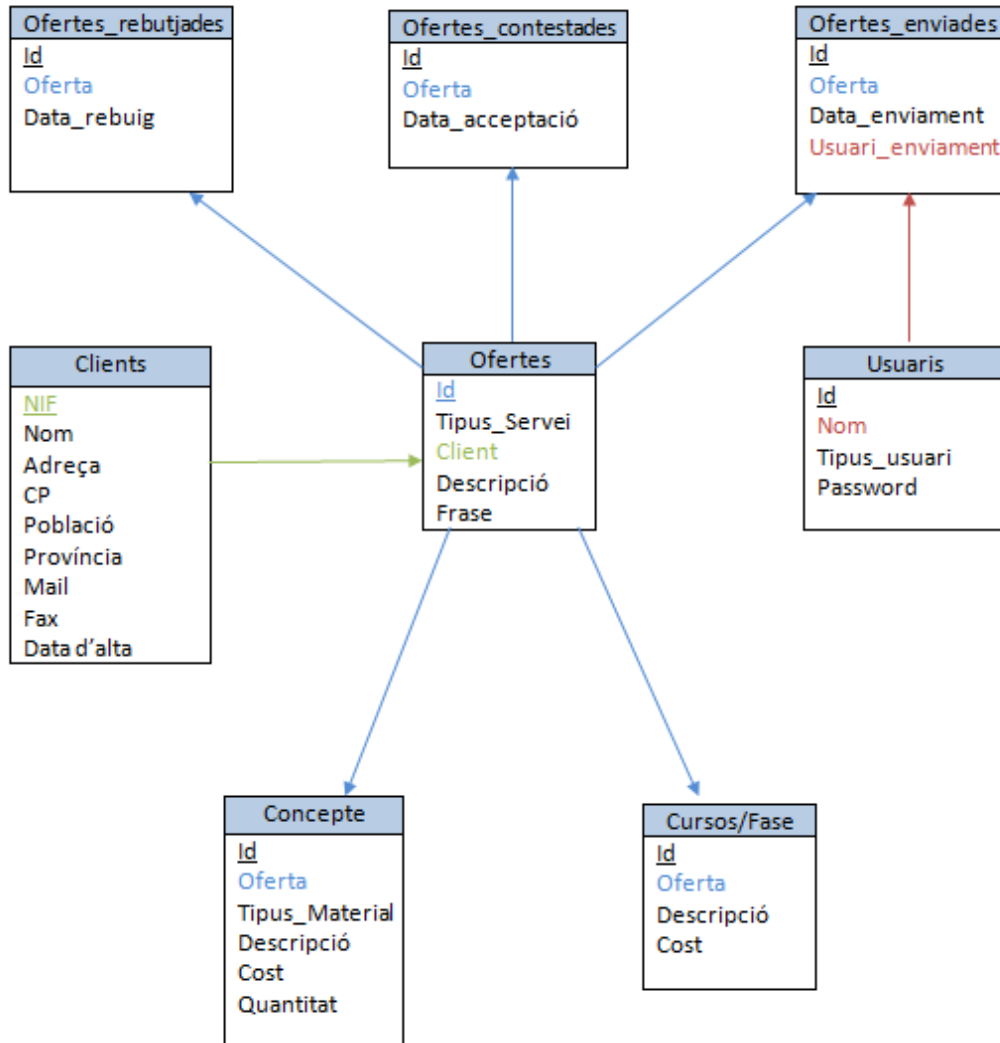 Ofertes_rebutjades
Id
Oferta
Data_rebuig
Ofertes_contestades
Id
Oferta
Data_acceptació
Ofertes_enviades
Id
Oferta
Data_enviament
Usuari_enviament
Clients
NIF
Nom
Adreça
CP
Població
Província
Mail
Fax
Data d'alta
Ofertes
Id
Tipus_Servei
Client
Descripció
Frase
Usuaris
Id
Nom
Tipus_usuari
Password
Concepte
Id
Oferta
Tipus_Material
Descripció
Cost
Quantitat
Cursos/Fase
Id
Oferta
Descripció
Cost